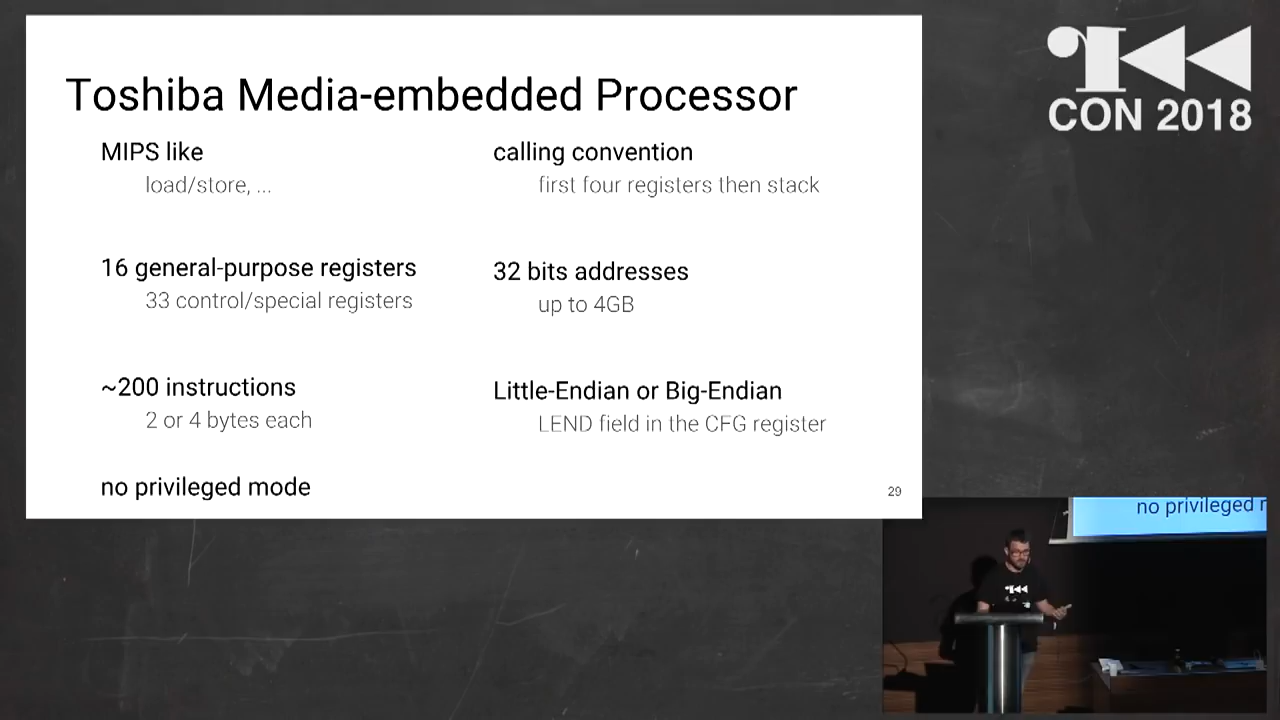 Toshiba Media-embedded Processor
MIPS like
load/store, ...
16 general-purpose registers
33 control/special registers
~200 instructions
2 or 4 bytes each
no privileged mode
calling convention
first four registers then stack
32 bits addresses
up to 4GB
Little-Endian or Big-Endian
LEND field in the CFG register
29
CON 2018
no privileged